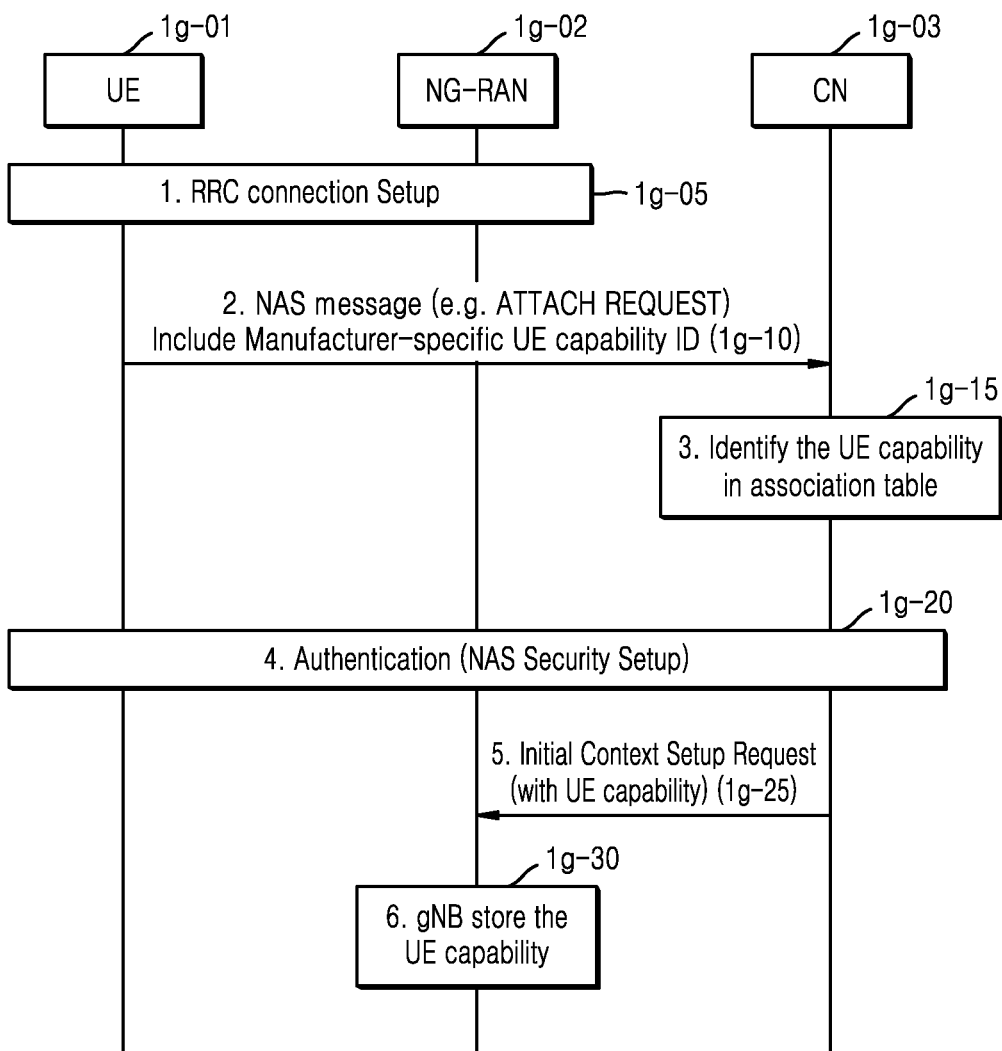 1g-01
1g-02
1g-03
UE
NG-RAN
CN
1. RRC connection Setup
1g-05
2. NAS message (e.g. ATTACH REQUEST)
Include Manufacturer-specific UE capability ID (1g-10)
1g-15
3. Identify the UE capability
in association table
1g-20
4. Authentication (NAS Security Setup)
5. Initial Context Setup Request
(with UE capability) (1g-25)
1g-30
6. gNB store the
UE capability